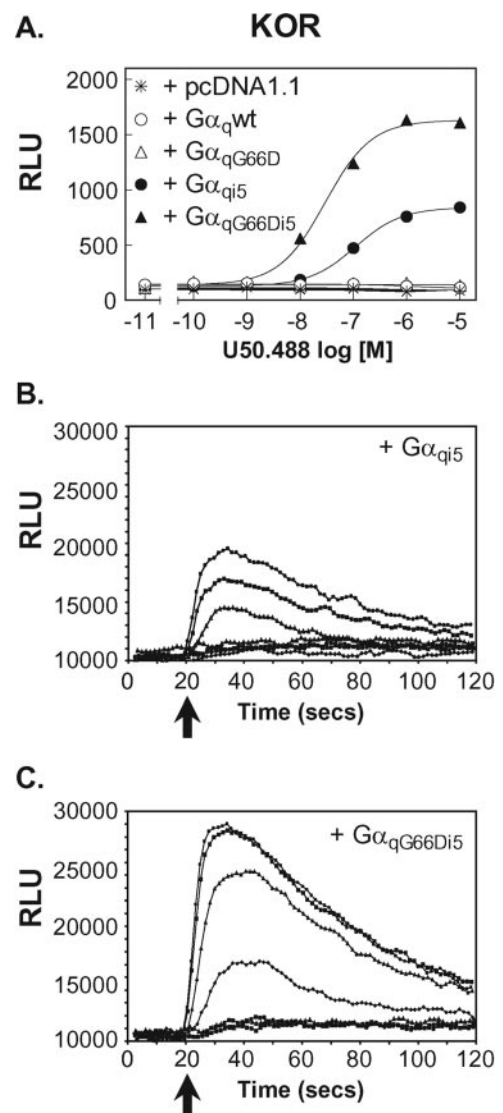 A. KOR
2000
1500
1000
500
0
RLU
+ pcDNA1.1
+ Gαqwt
+ GαqG66D
+ Gαqi5
+ GαqG66Di5
-11 -10 -9 -8 -7 -6 -5
U50.488 log [M]
B.
30000
25000
20000
15000
10000
RLU
+ Gαqi5
0 20 40 60 80 100 120
Time (secs)
C.
30000
25000
20000
15000
10000
RLU
+ GαqG66Di5
0 20 40 60 80 100 120
Time (secs)